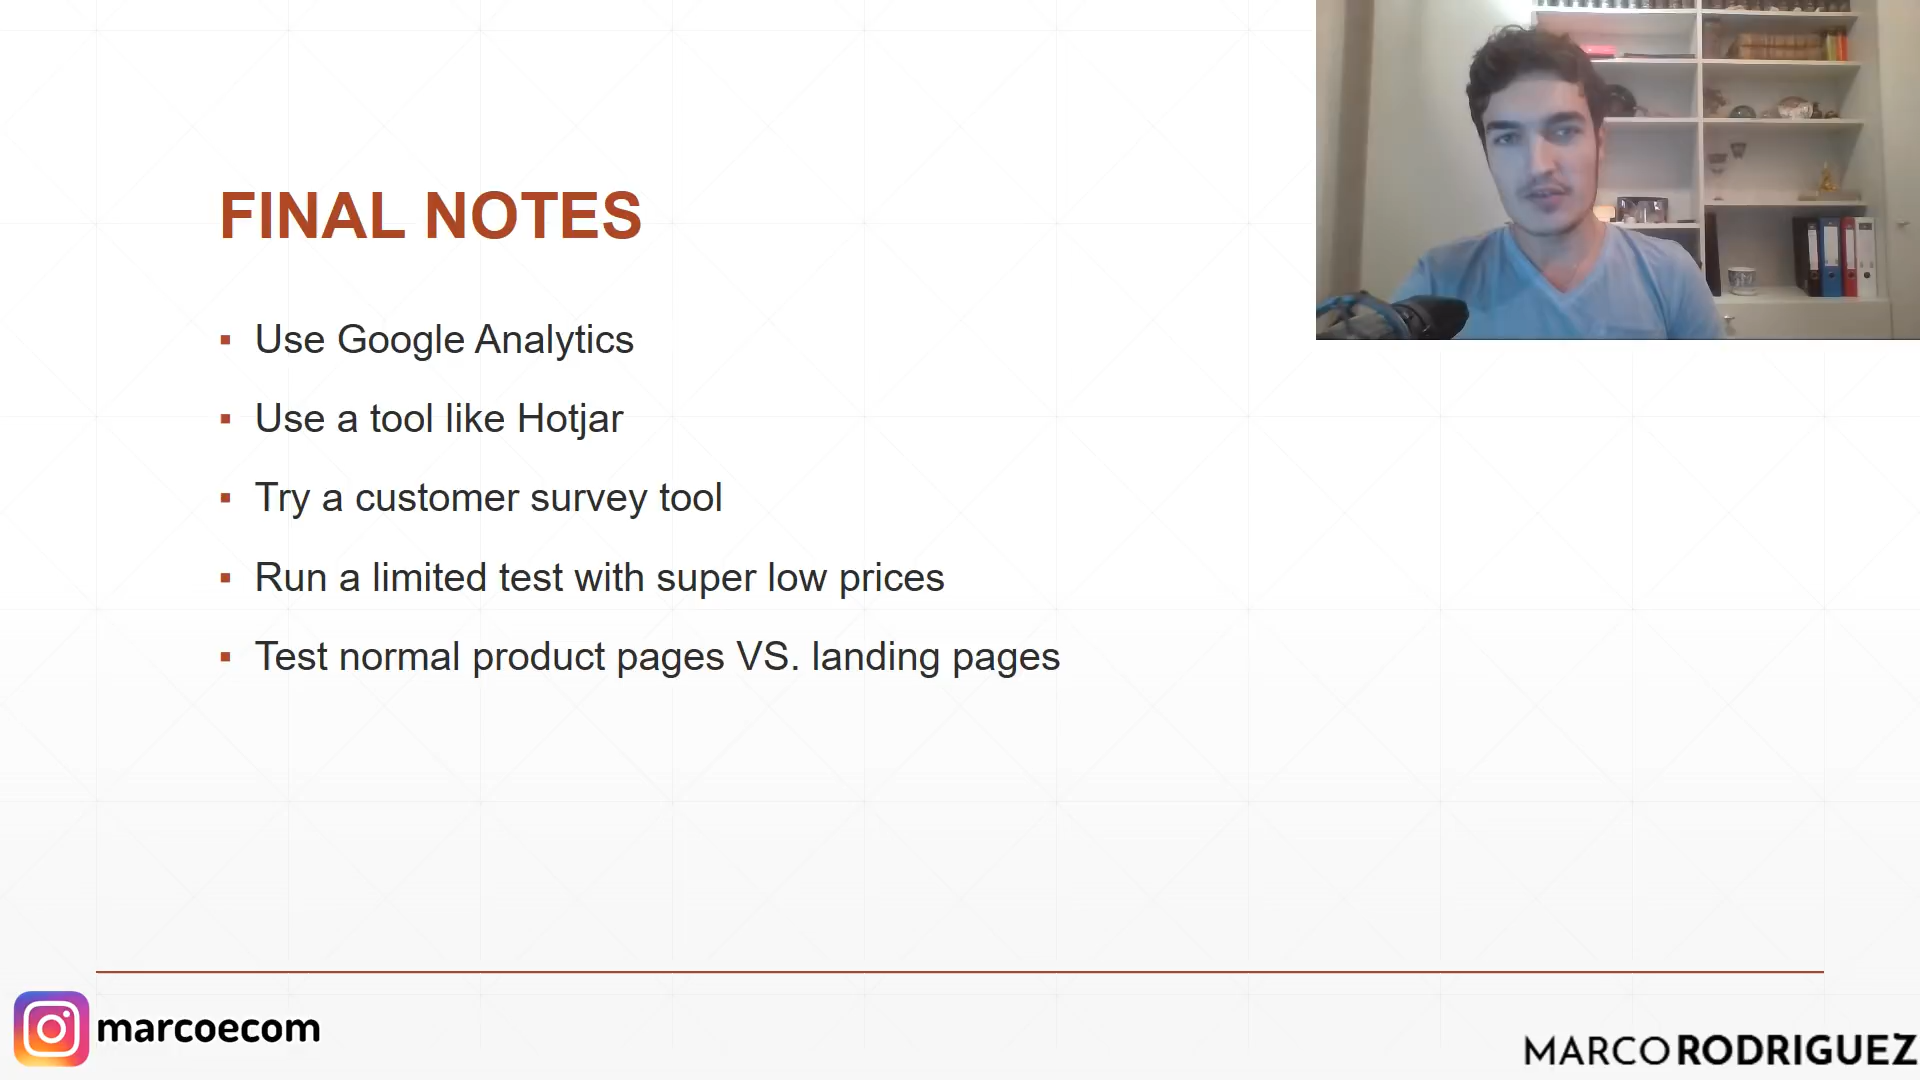 FINAL NOTES
Use Google Analytics
Use a tool like Hotjar
Try a customer survey tool
Run a limited test with super low prices
Test normal product pages VS. landing pages
marcoecom
MARCO RODRIGUEZ